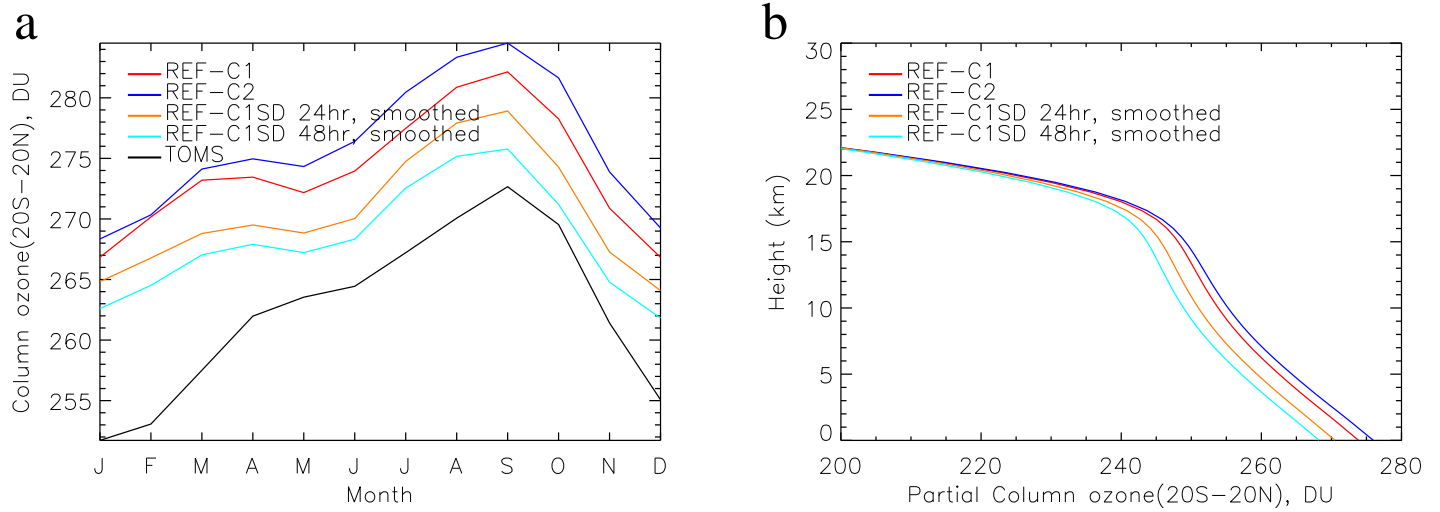 a
REF-C1
REF-C2
REF-C1SD 24hr, smoothed
REF-C1SD 48hr, smoothed
TOMS
Column ozone(20S-20N), DU
280
275
270
265
260
255
J F M A M J J A S O N D
Month
b
REF-C1
REF-C2
REF-C1SD 24hr, smoothed
REF-C1SD 48hr, smoothed
Height (km)
30
25
20
15
10
5
0
200 220 240 260 280
Partial Column ozone(20S-20N), DU